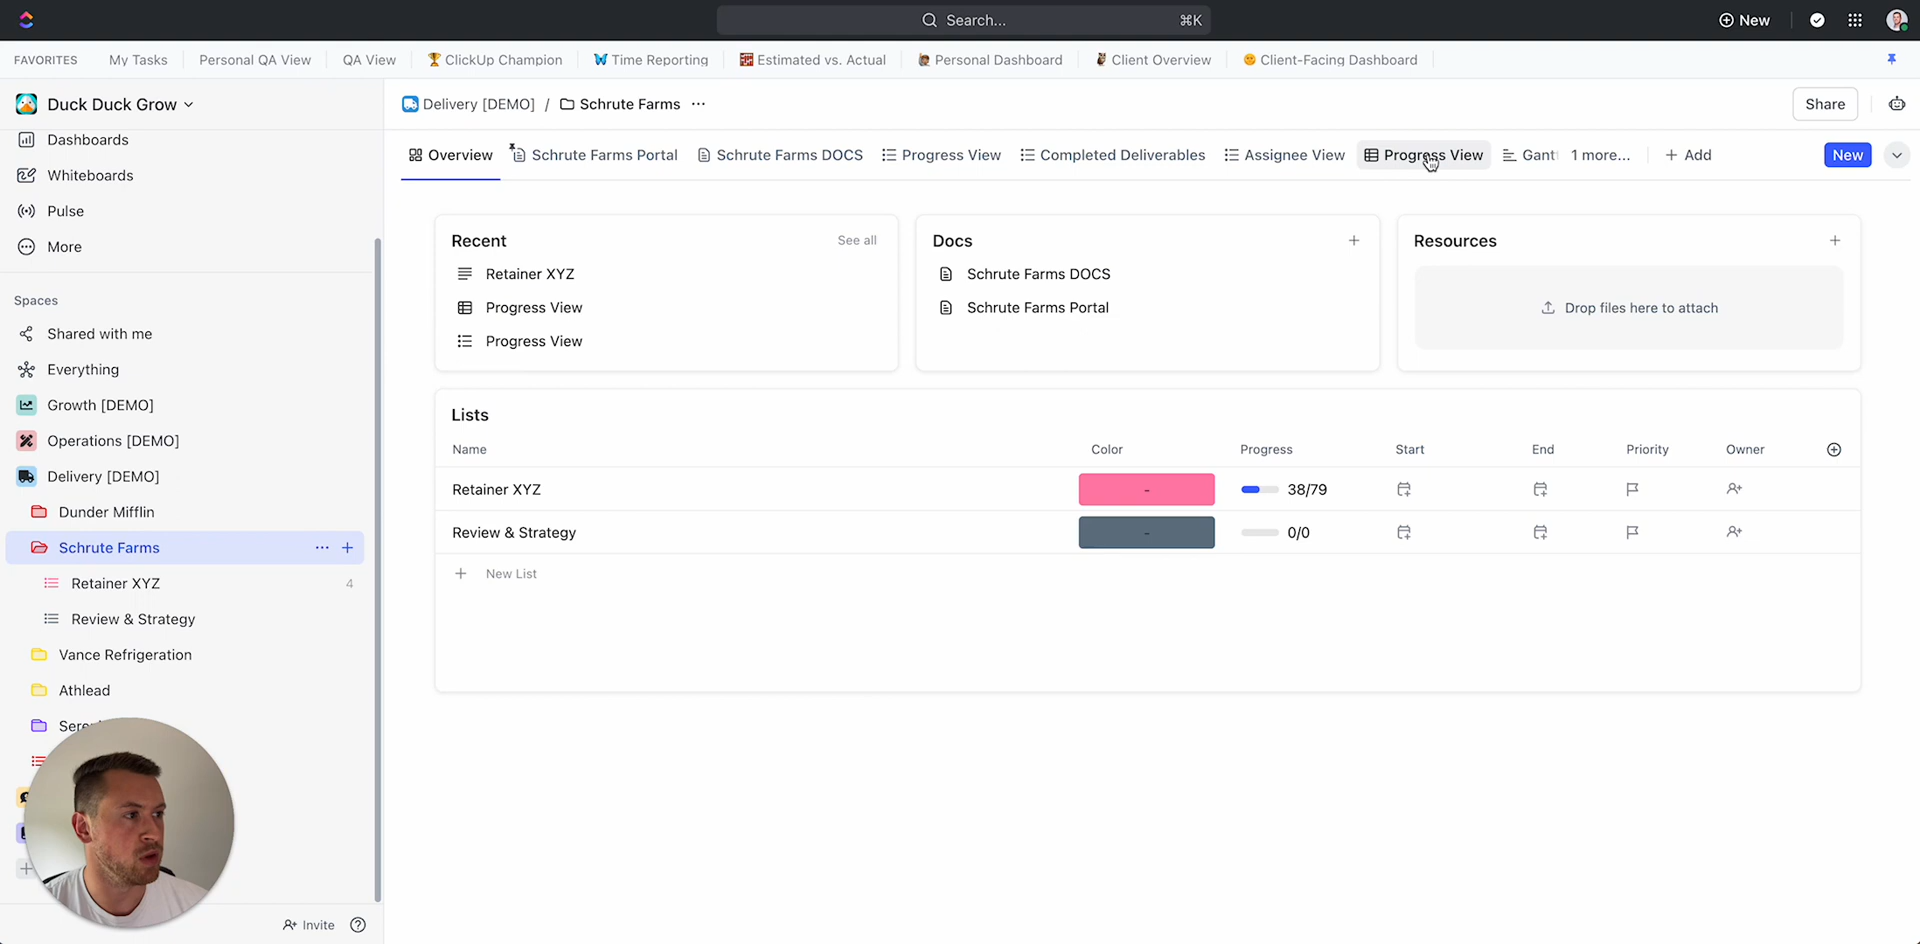 Search...
⌘K
New
FAVORITES
My Tasks
Personal QA View
QA View
ClickUp Champion
Time Reporting
Estimated vs. Actual
Personal Dashboard
Client Overview
Client-Facing Dashboard
Duck Duck Grow
Dashboards
Whiteboards
Pulse
More
Spaces
Shared with me
Everything
Growth [DEMO]
Operations [DEMO]
Delivery [DEMO]
Dunder Mifflin
Schrute Farms
Retainer XYZ 4
Review & Strategy
Vance Refrigeration
Athlead
Invite
Delivery [DEMO] / Schrute Farms
Share
Overview
Schrute Farms Portal
Schrute Farms DOCS
Progress View
Completed Deliverables
Assignee View
Progress View
Gantt
1 more...
Add
New
Recent
See all
Retainer XYZ
Progress View
Progress View
Docs
Schrute Farms DOCS
Schrute Farms Portal
Resources
Drop files here to attach
Lists
Name Color Progress Start End Priority Owner
Retainer XYZ - 38/79
Review & Strategy - 0/0
New List